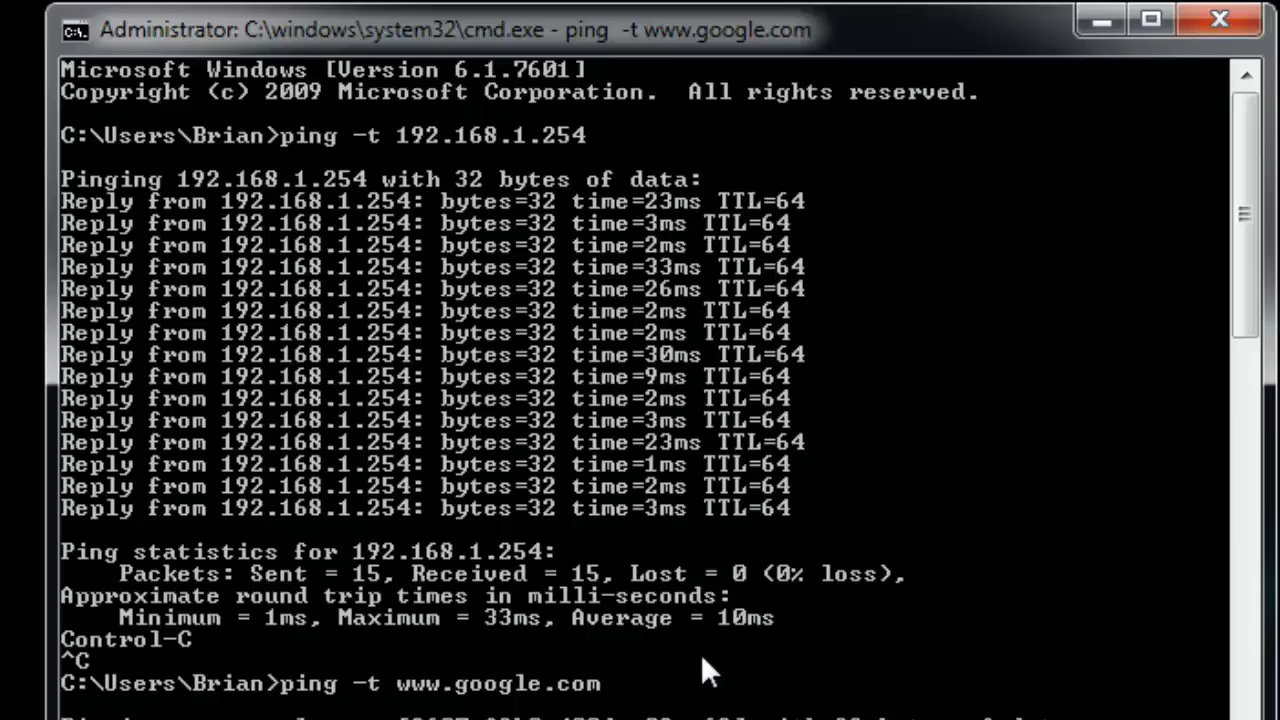 Administrator: C:\windows\system32\cmd.exe - ping  -t www.google.com
Microsoft Windows [Version 6.1.7601]
Copyright (c) 2009 Microsoft Corporation.  All rights reserved.
C:\Users\Brian>ping -t 192.168.1.254
Pinging 192.168.1.254 with 32 bytes of data:
Reply from 192.168.1.254: bytes=32 time=23ms TTL=64
Reply from 192.168.1.254: bytes=32 time=3ms TTL=64
Reply from 192.168.1.254: bytes=32 time=2ms TTL=64
Reply from 192.168.1.254: bytes=32 time=33ms TTL=64
Reply from 192.168.1.254: bytes=32 time=26ms TTL=64
Reply from 192.168.1.254: bytes=32 time=2ms TTL=64
Reply from 192.168.1.254: bytes=32 time=2ms TTL=64
Reply from 192.168.1.254: bytes=32 time=30ms TTL=64
Reply from 192.168.1.254: bytes=32 time=9ms TTL=64
Reply from 192.168.1.254: bytes=32 time=2ms TTL=64
Reply from 192.168.1.254: bytes=32 time=3ms TTL=64
Reply from 192.168.1.254: bytes=32 time=23ms TTL=64
Reply from 192.168.1.254: bytes=32 time=1ms TTL=64
Reply from 192.168.1.254: bytes=32 time=2ms TTL=64
Reply from 192.168.1.254: bytes=32 time=3ms TTL=64
Ping statistics for 192.168.1.254:
    Packets: Sent = 15, Received = 15, Lost = 0 (0% loss),
Approximate round trip times in milli-seconds:
    Minimum = 1ms, Maximum = 33ms, Average = 10ms
Control-C
^C
C:\Users\Brian>ping -t www.google.com